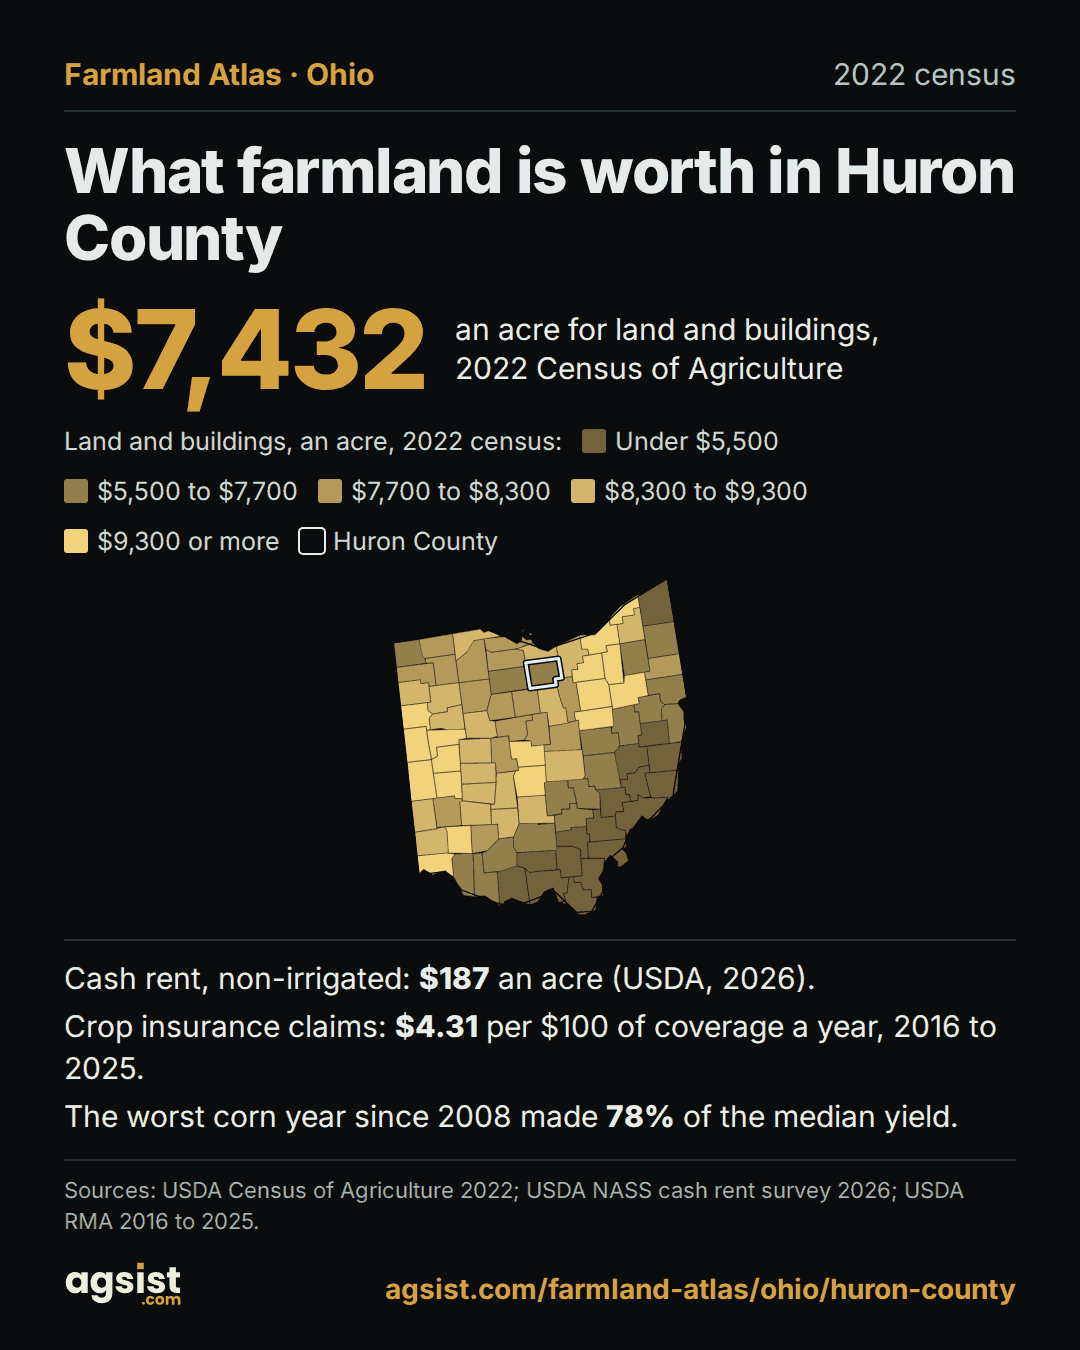 Farmland Atlas · Ohio
2022 census
What farmland is worth in Huron
County
$7,432
an acre for land and buildings,
2022 Census of Agriculture
Land and buildings, an acre, 2022 census: Under $5,500
$5,500 to $7,700 $7,700 to $8,300 $8,300 to $9,300
$9,300 or more Huron County
Cash rent, non-irrigated: $187 an acre (USDA, 2026).
Crop insurance claims: $4.31 per $100 of coverage a year, 2016 to
2025.
The worst corn year since 2008 made 78% of the median yield.
Sources: USDA Census of Agriculture 2022; USDA NASS cash rent survey 2026; USDA
RMA 2016 to 2025.
agsist
.com
agsist.com/farmland-atlas/ohio/huron-county